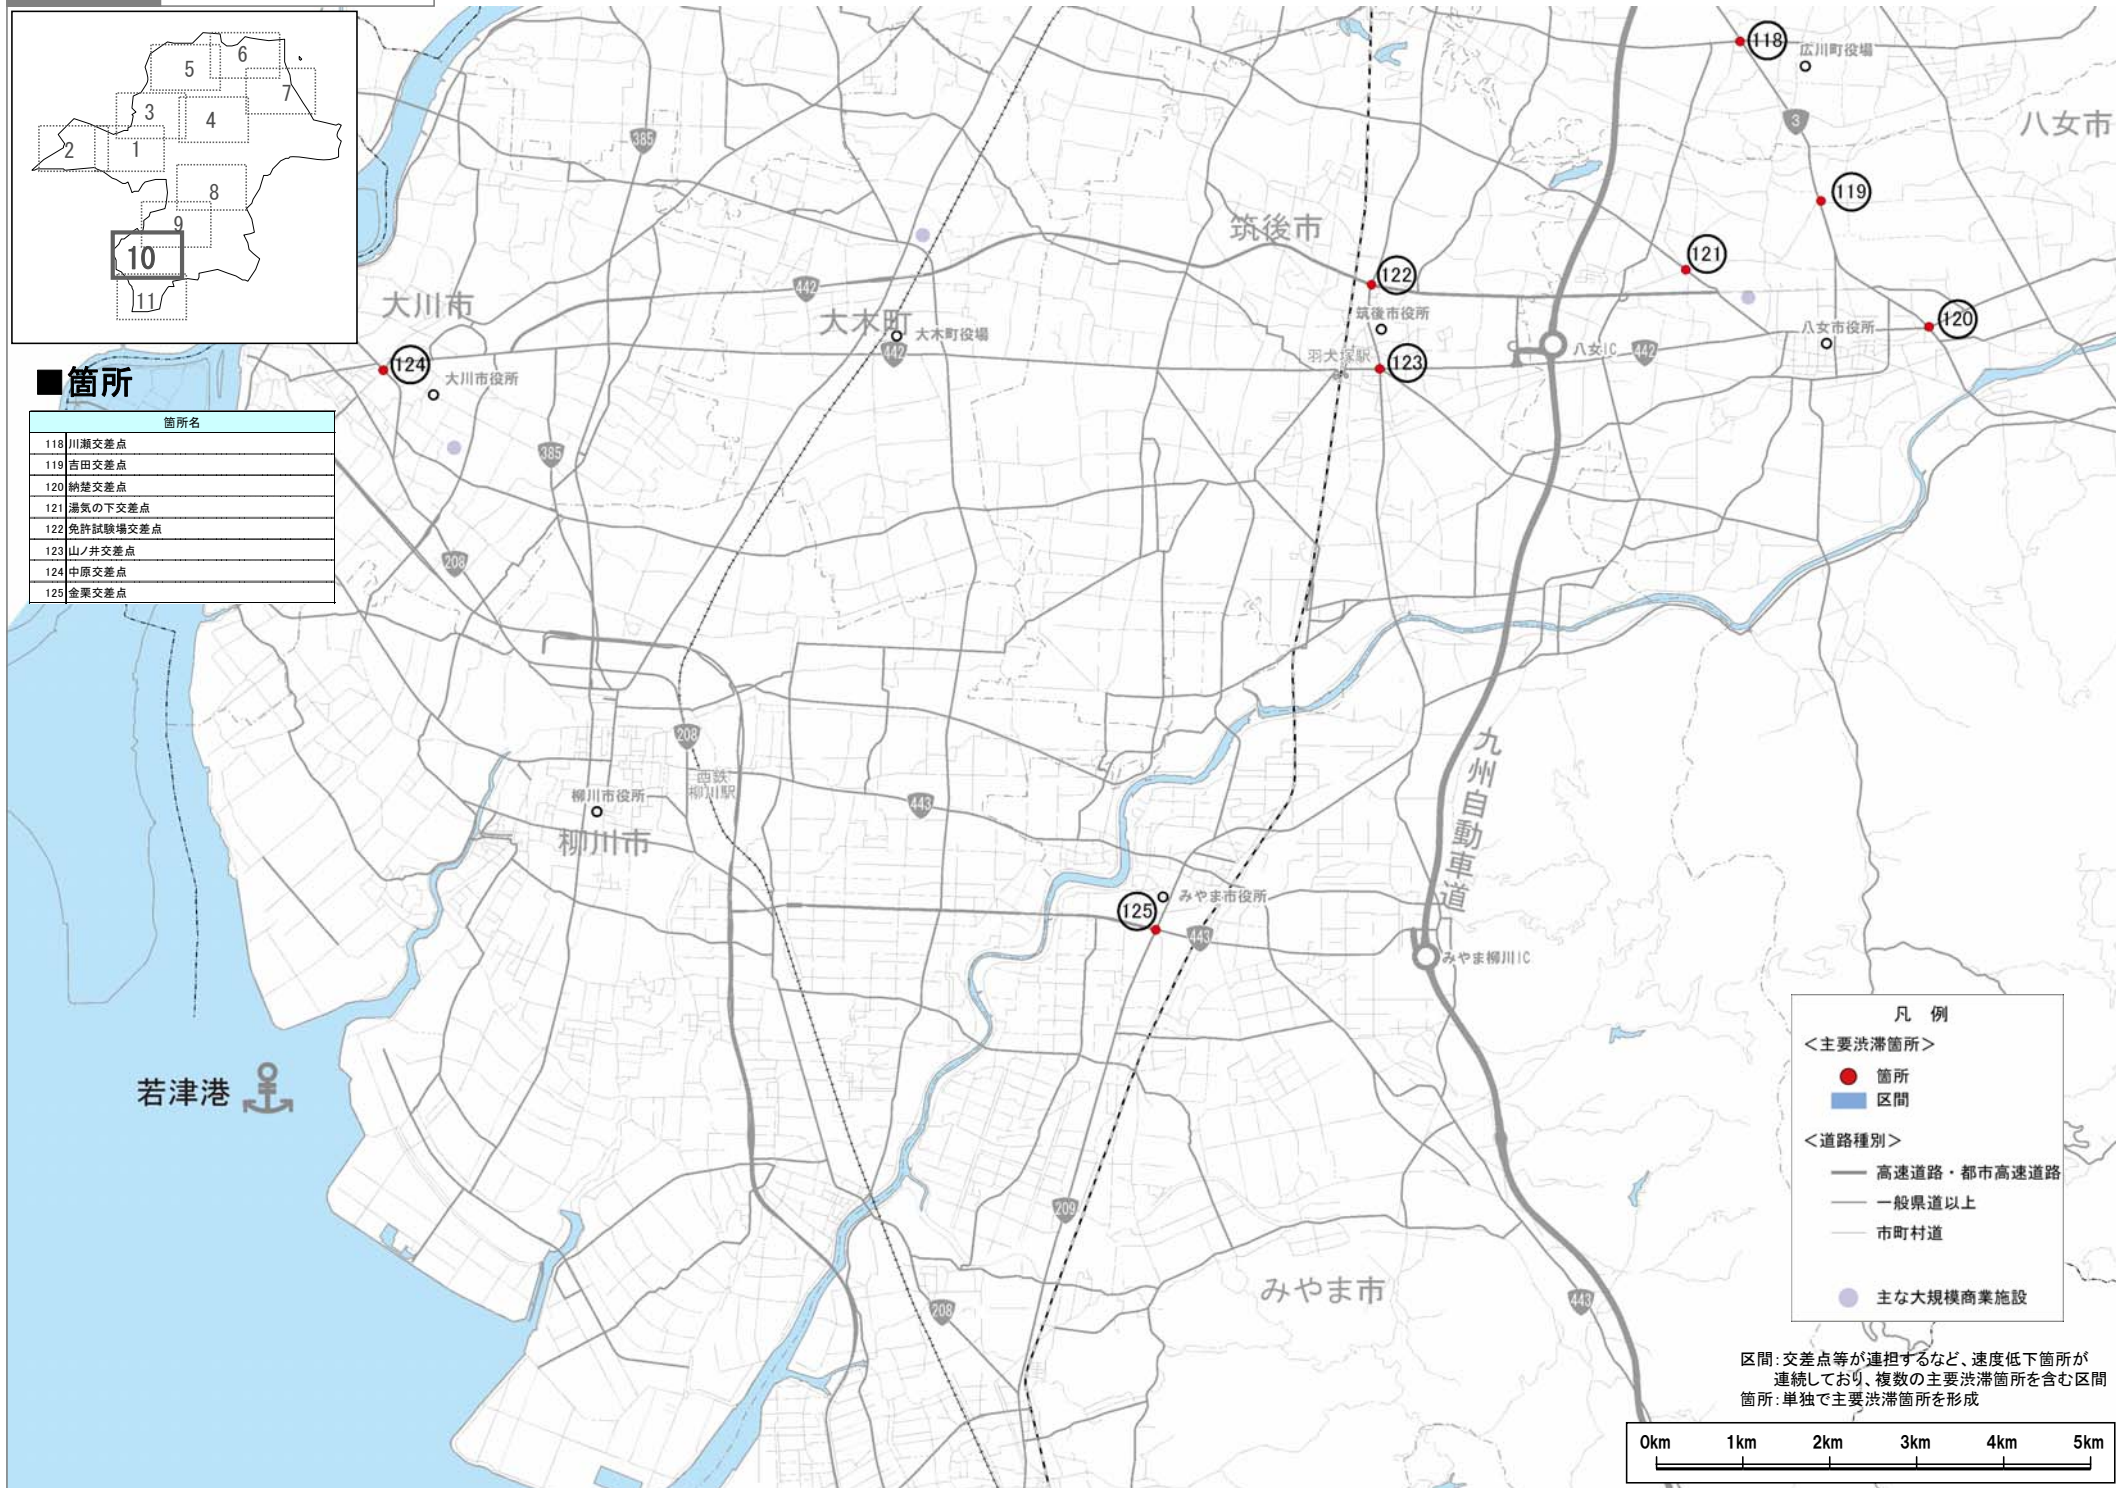 5
6
7
3
4
2
1
8
9
10
11
■箇所
箇所名
118 川瀬交差点
119 吉田交差点
120 納楚交差点
121 湯気の下交差点
122 免許試験場交差点
123 山ノ井交差点
124 中原交差点
125 金栗交差点
118
広川町役場
3
八女市
385
119
筑後市
121
122
442
大川市
大木町
大木町役場
442
筑後市役所
八女市役所
120
羽犬塚駅
123
八女IC
442
124
大川市役所
385
208
208
西鉄
柳川駅
柳川市役所
柳川市
443
九州自動車道
みやま市役所
125
443
みやま柳川IC
若津港
209
208
みやま市
443
凡 例
<主要渋滞箇所>
箇所
区間
<道路種別>
高速道路・都市高速道路
一般県道以上
市町村道
主な大規模商業施設
区間:交差点等が連担するなど、速度低下箇所が
連続しており、複数の主要渋滞箇所を含む区間
箇所:単独で主要渋滞箇所を形成
0km 1km 2km 3km 4km 5km